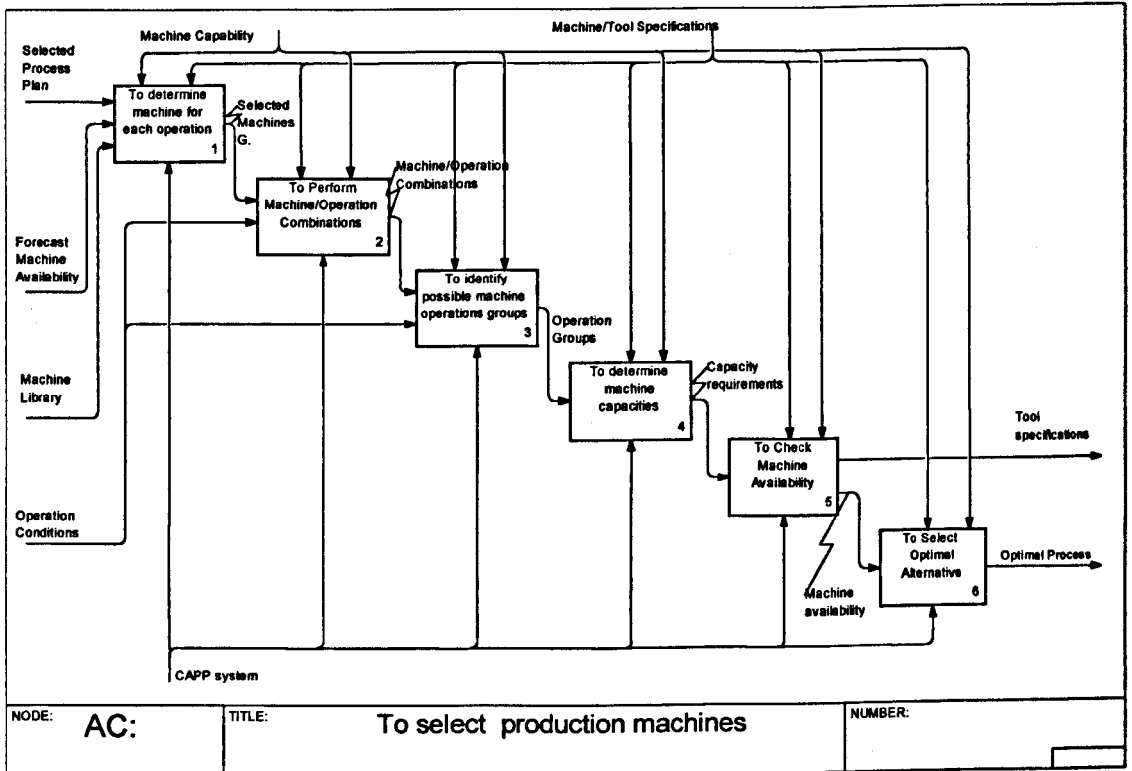 Machine Capability
Machine/Tool Specifications
Selected
Process
Plan
To determine
machine for
each operation
1
Selected
Machines
G.
To Perform
Machine/Operation
Combinations
2
Machine/Operation
Combinations
Forecast
Machine
Availability
To identify
possible machine
operations groups
3
Operation
Groups
Machine
Library
To determine
machine
capacities
4
Capacity
requirements
To Check
Machine
Availability
5
Tool
specifications
Operation
Conditions
To Select
Optimal
Alternative
6
Optimal Process
Machine
availability
CAPP system
NODE:
AC:
TITLE:
To select production machines
NUMBER: